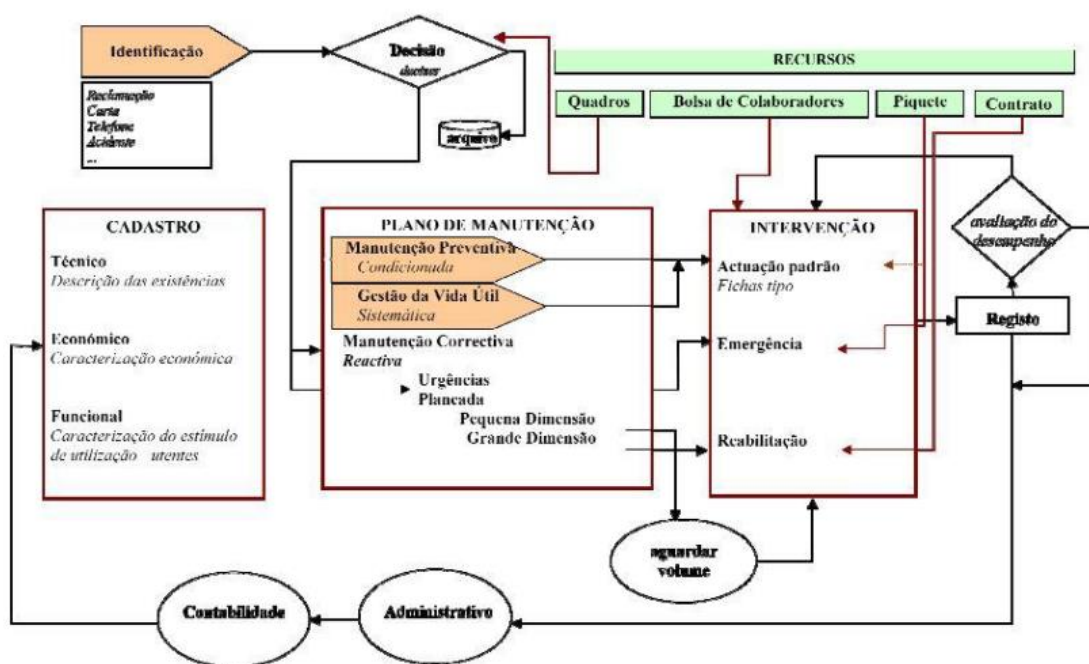 Identificação
Reclamação
Carta
Telefone
Acidente
...
Decisão
arquivo
RECURSOS
Quadros
Bolsa de Colaboradores
Piquete
Contrato
CADASTRO
Técnico
Descrição das existências
Económico
Caracterização económica
Funcional
Caracterização do estímulo
de utilização utentes
PLANO DE MANUTENÇÃO
Manutenção Preventiva
Condicionada
Gestão da Vida Útil
Sistemática
Manutenção Correctiva
Reactiva
Urgências
Planeada
Pequena Dimensão
Grande Dimensão
INTERVENÇÃO
Actuação padrão
Fichas tipo
Emergência
Reabilitação
avaliação do
desempenho
Registo
aguardar
volume
Administrativo
Contabilidade